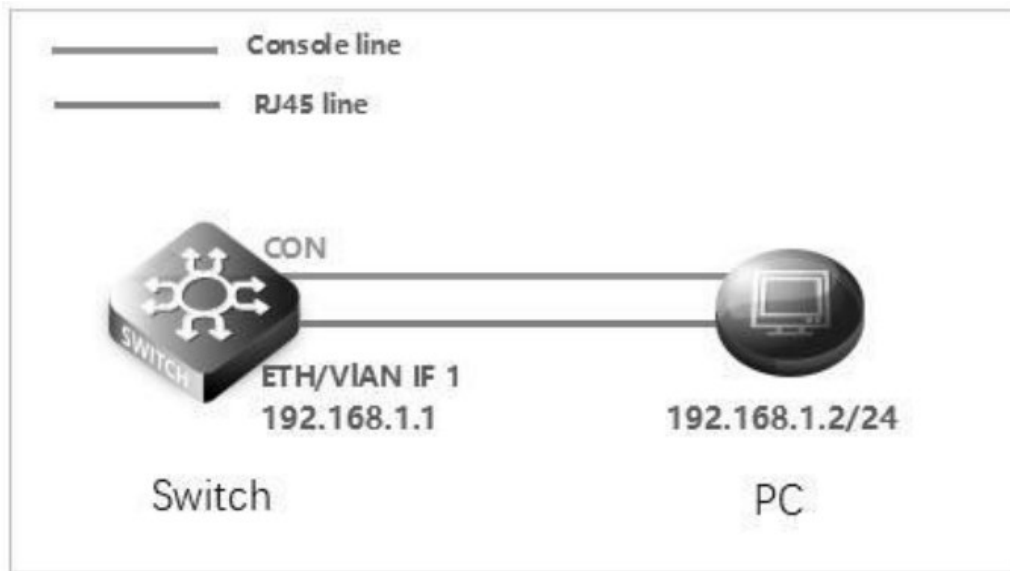 Console line
RJ45 line
CON
SWITCH
ETH/VlAN IF 1
192.168.1.1
192.168.1.2/24
Switch
PC